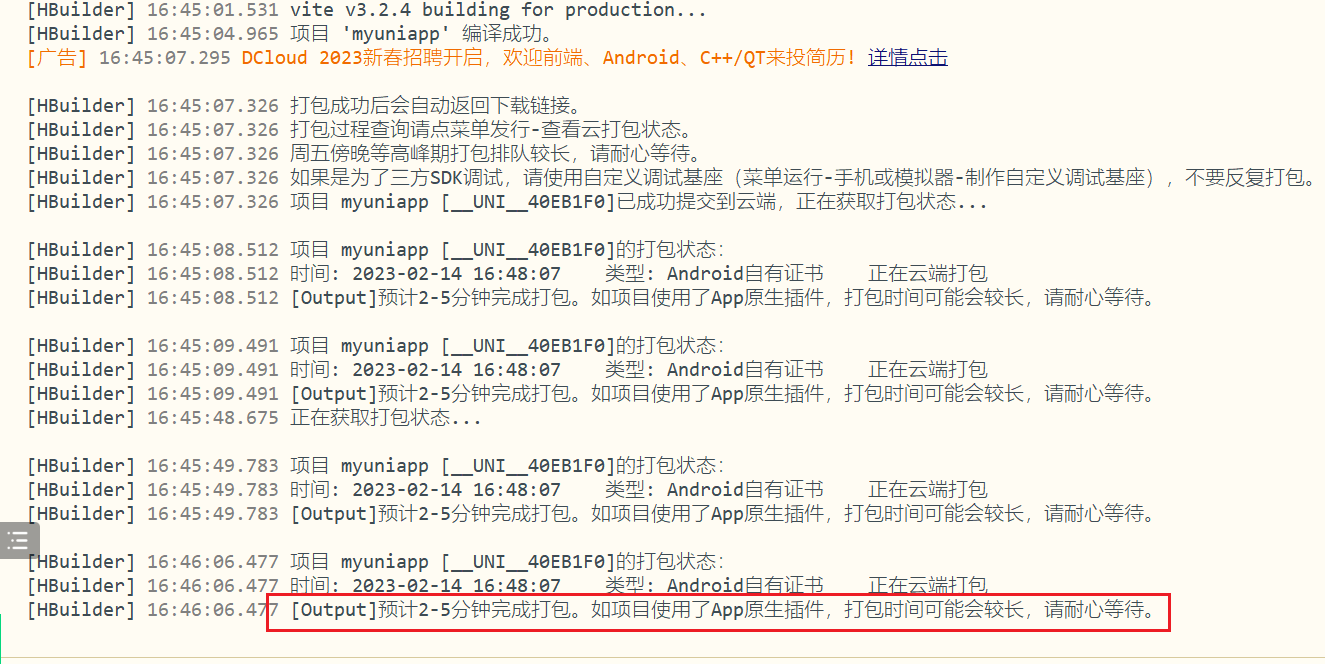 [HBuilder] 16:45:01.531 vite v3.2.4 building for production...
[HBuilder] 16:45:04.965 项目 'myuniapp' 编译成功。
[广告] 16:45:07.295 DCloud 2023新春招聘开启，欢迎前端、Android、C++/QT来投简历！ 详情点击
[HBuilder] 16:45:07.326 打包成功后会自动返回下载链接。
[HBuilder] 16:45:07.326 打包过程查询请点菜单发行-查看云打包状态。
[HBuilder] 16:45:07.326 周五傍晚等高峰期打包排队较长，请耐心等待。
[HBuilder] 16:45:07.326 如果是为了三方SDK调试，请使用自定义调试基座（菜单运行-手机或模拟器-制作自定义调试基座），不要反复打包。
[HBuilder] 16:45:07.326 项目 myuniapp [__UNI__40EB1F0]已成功提交到云端，正在获取打包状态...
[HBuilder] 16:45:08.512 项目 myuniapp [__UNI__40EB1F0]的打包状态：
[HBuilder] 16:45:08.512 时间: 2023-02-14 16:48:07    类型: Android自有证书    正在云端打包
[HBuilder] 16:45:08.512 [Output]预计2-5分钟完成打包。如项目使用了App原生插件，打包时间可能会较长，请耐心等待。
[HBuilder] 16:45:09.491 项目 myuniapp [__UNI__40EB1F0]的打包状态：
[HBuilder] 16:45:09.491 时间: 2023-02-14 16:48:07    类型: Android自有证书    正在云端打包
[HBuilder] 16:45:09.491 [Output]预计2-5分钟完成打包。如项目使用了App原生插件，打包时间可能会较长，请耐心等待。
[HBuilder] 16:45:48.675 正在获取打包状态...
[HBuilder] 16:45:49.783 项目 myuniapp [__UNI__40EB1F0]的打包状态：
[HBuilder] 16:45:49.783 时间: 2023-02-14 16:48:07    类型: Android自有证书    正在云端打包
[HBuilder] 16:45:49.783 [Output]预计2-5分钟完成打包。如项目使用了App原生插件，打包时间可能会较长，请耐心等待。
[HBuilder] 16:46:06.477 项目 myuniapp [__UNI__40EB1F0]的打包状态：
[HBuilder] 16:46:06.477 时间: 2023-02-14 16:48:07    类型: Android自有证书    正在云端打包
[HBuilder] 16:46:06.477 [Output]预计2-5分钟完成打包。如项目使用了App原生插件，打包时间可能会较长，请耐心等待。